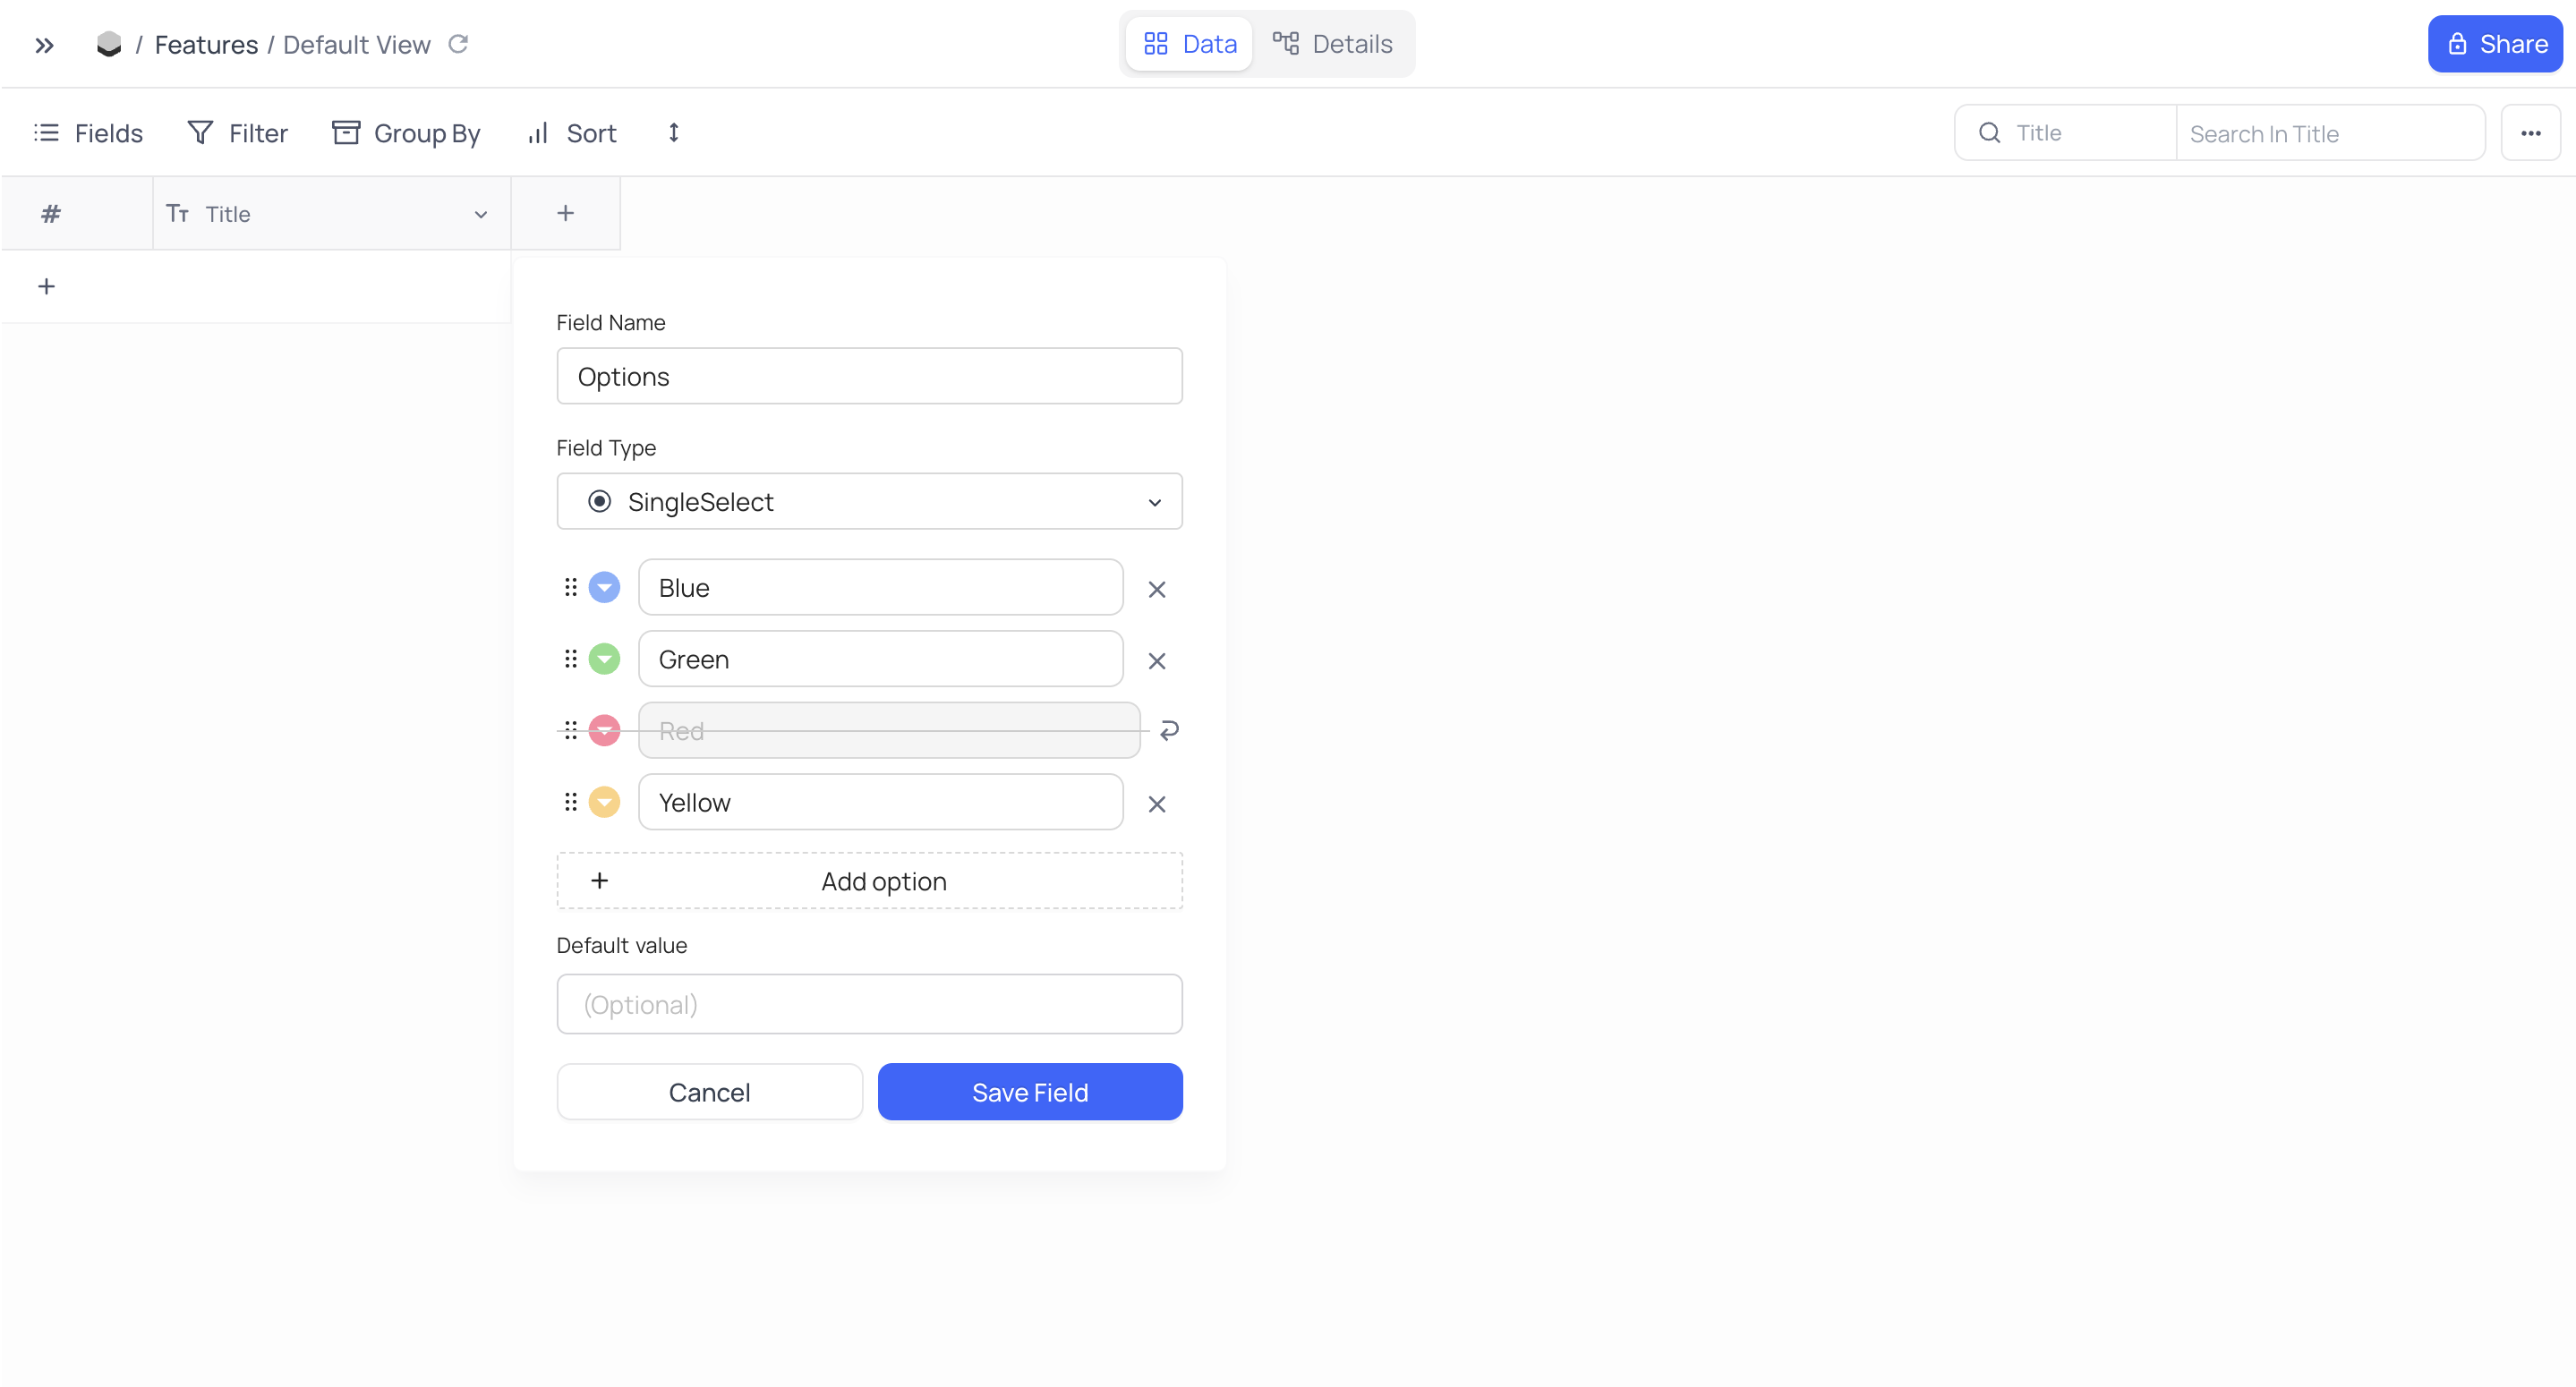 / Features / Default View
Data
Details
Share
Fields
Filter
Group By
Sort
Title
Search In Title
#
Title
Field Name
Options
Field Type
SingleSelect
Blue
Green
Red
Yellow
+ Add option
Default value
(Optional)
Cancel
Save Field